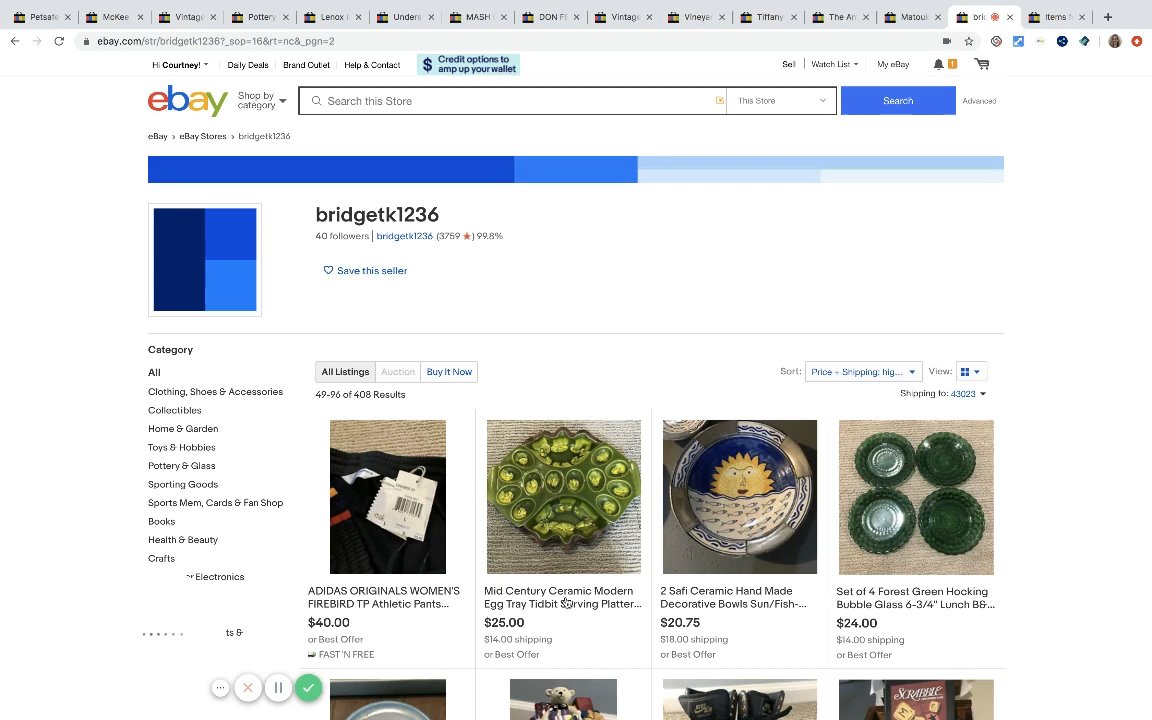 Petsafe
McKee
Vintage
Pottery
Lenox
Unders
MASH
DON FE
Vintage
Vineyar
Tiffany
The Am
Matouk
bri
Items f
ebay.com/str/bridgetk1236?_sop=16&rt=nc&_pgn=2
Hi Courtney!
Daily Deals
Brand Outlet
Help & Contact
$ Credit options to
amp up your wallet
Sell
Watch List
My eBay
1
ebay
Shop by
category
Search this Store
This Store
Search
Advanced
eBay > eBay Stores > bridgetk1236
bridgetk1236
40 followers | bridgetk1236 (3759 ★) 99.8%
Save this seller
Category
All
Clothing, Shoes & Accessories
Collectibles
Home & Garden
Toys & Hobbies
Pottery & Glass
Sporting Goods
Sports Mem, Cards & Fan Shop
Books
Health & Beauty
Crafts
Electronics
ts &
All Listings
Auction
Buy It Now
Sort:
Price + Shipping: hig...
View:
49-96 of 408 Results
Shipping to: 43023
ADIDAS ORIGINALS WOMEN'S
FIREBIRD TP Athletic Pants...
$40.00
or Best Offer
FAST 'N FREE
Mid Century Ceramic Modern
Egg Tray Tidbit Serving Platter...
$25.00
$14.00 shipping
or Best Offer
2 Safi Ceramic Hand Made
Decorative Bowls Sun/Fish-...
$20.75
$18.00 shipping
or Best Offer
Set of 4 Forest Green Hocking
Bubble Glass 6-3/4" Lunch B&...
$24.00
$14.00 shipping
or Best Offer
SCRABBLE